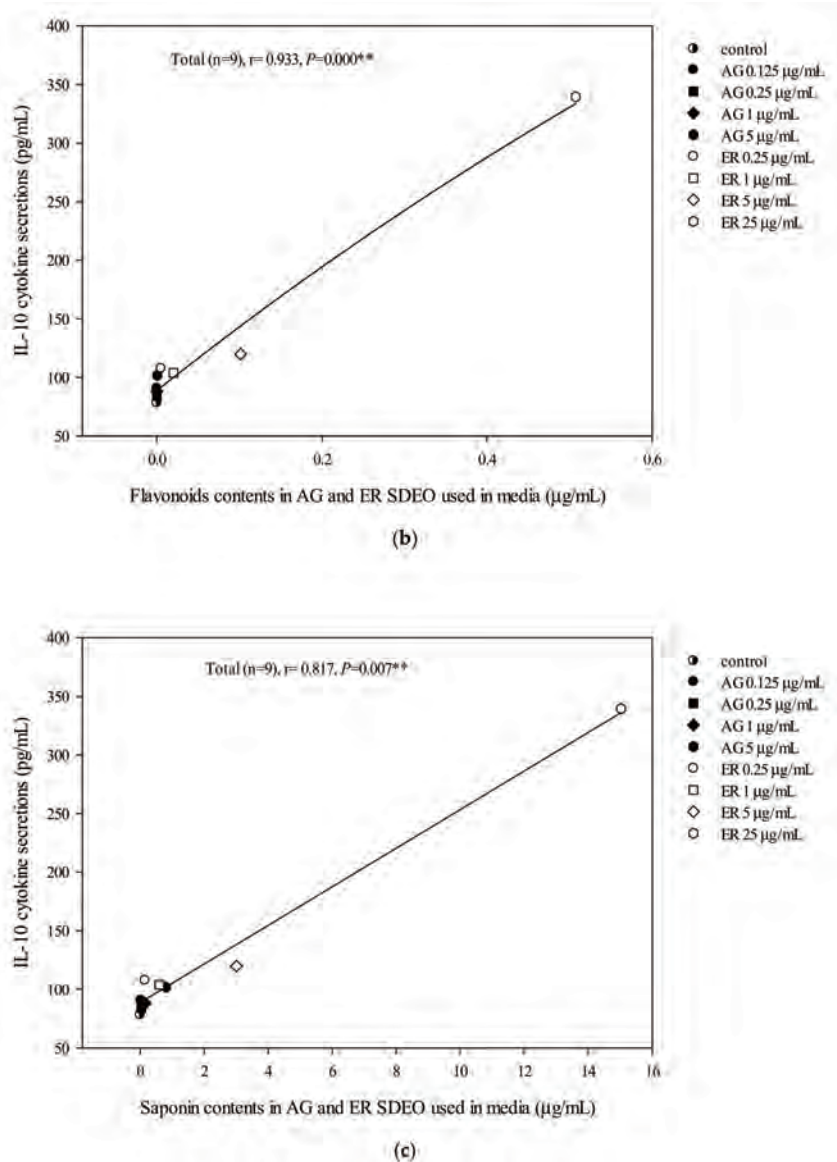 400
350
300
250
200
150
100
50
IL-10 cytokine secretions (pg/mL)
Total (n=9), r= 0.933, P=0.000**
0.0 0.2 0.4 0.6
Flavonoids contents in AG and ER SDEO used in media (µg/mL)
control
AG 0.125 µg/mL
AG 0.25 µg/mL
AG 1 µg/mL
AG 5 µg/mL
ER 0.25 µg/mL
ER 1 µg/mL
ER 5 µg/mL
ER 25 µg/mL
(b)
400
350
300
250
200
150
100
50
IL-10 cytokine secretions (pg/mL)
Total (n=9), r= 0.817, P=0.007**
0 2 4 6 8 10 12 14 16
Saponin contents in AG and ER SDEO used in media (µg/mL)
control
AG 0.125 µg/mL
AG 0.25 µg/mL
AG 1 µg/mL
AG 5 µg/mL
ER 0.25 µg/mL
ER 1 µg/mL
ER 5 µg/mL
ER 25 µg/mL
(c)